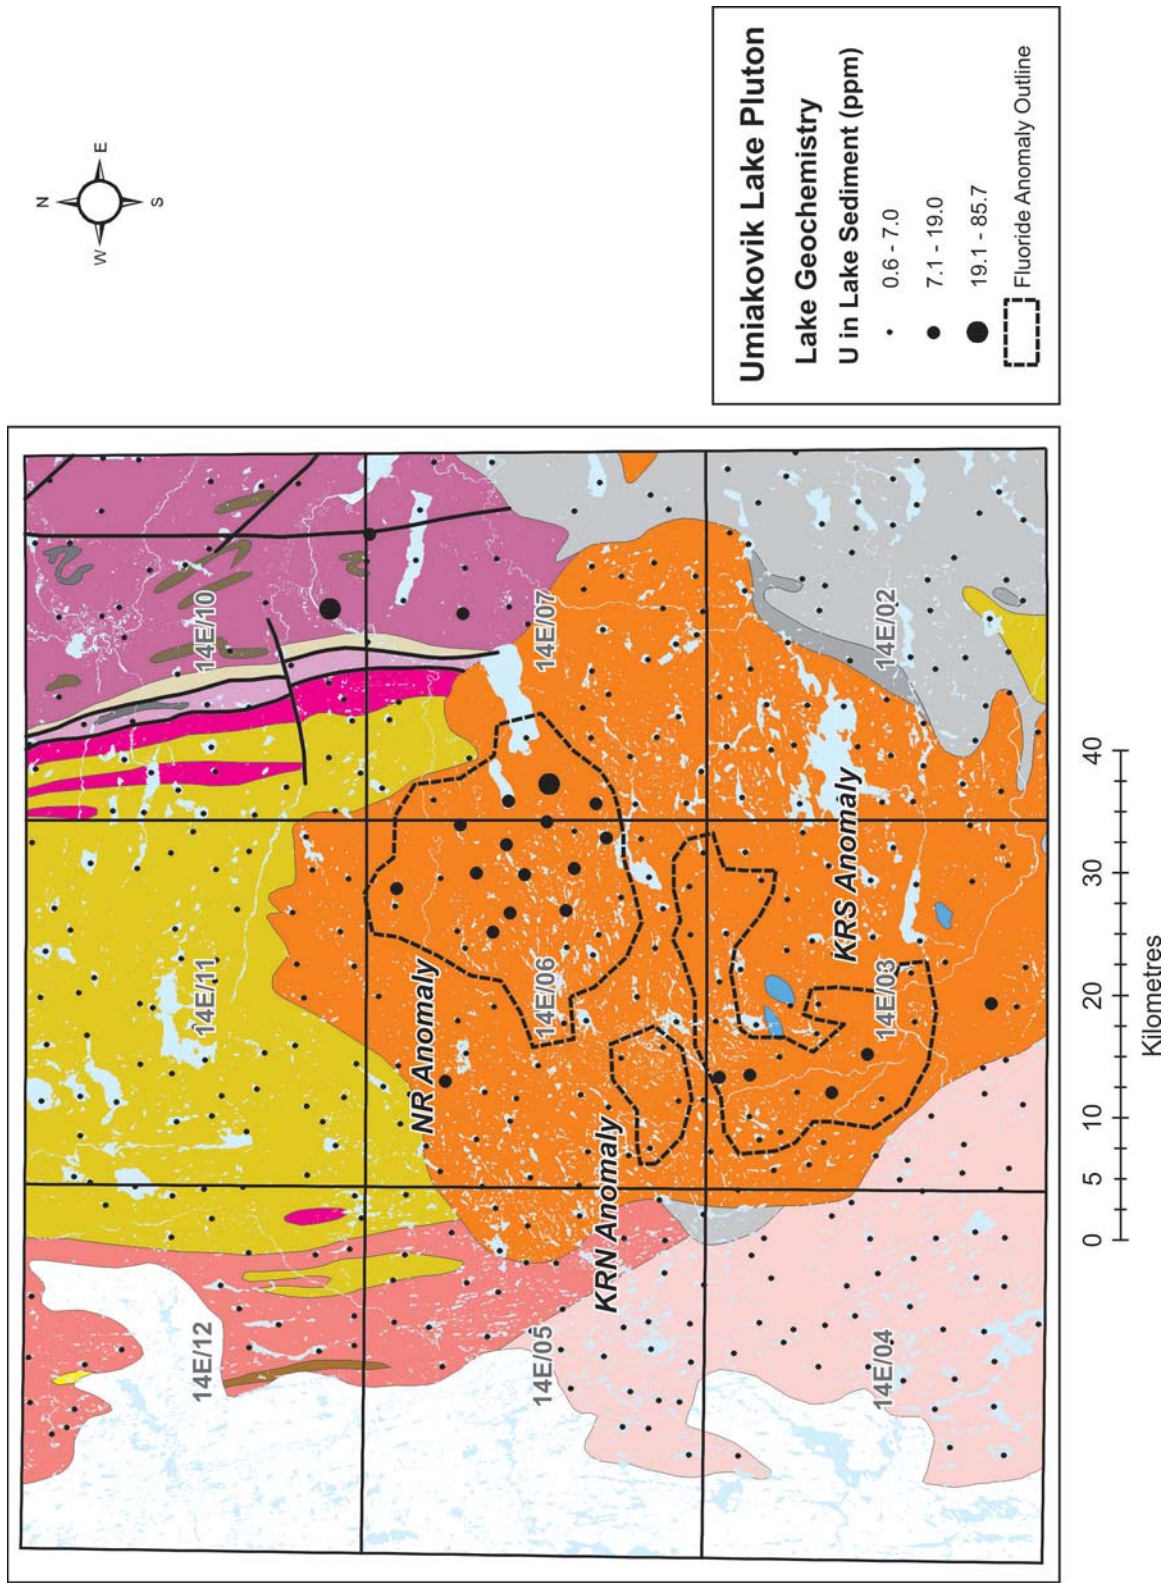 N
W
E
S
Umiakovik Lake Pluton
Lake Geochemistry
U in Lake Sediment (ppm)
0.6 - 7.0
7.1 - 19.0
19.1 - 85.7
Fluoride Anomaly Outline
14E/12
14E/11
14E/10
NR Anomaly
14E/05
14E/06
14E/07
KRN Anomaly
KRS Anomaly
14E/04
14E/03
14E/02
0 5 10 20 30 40
Kilometres